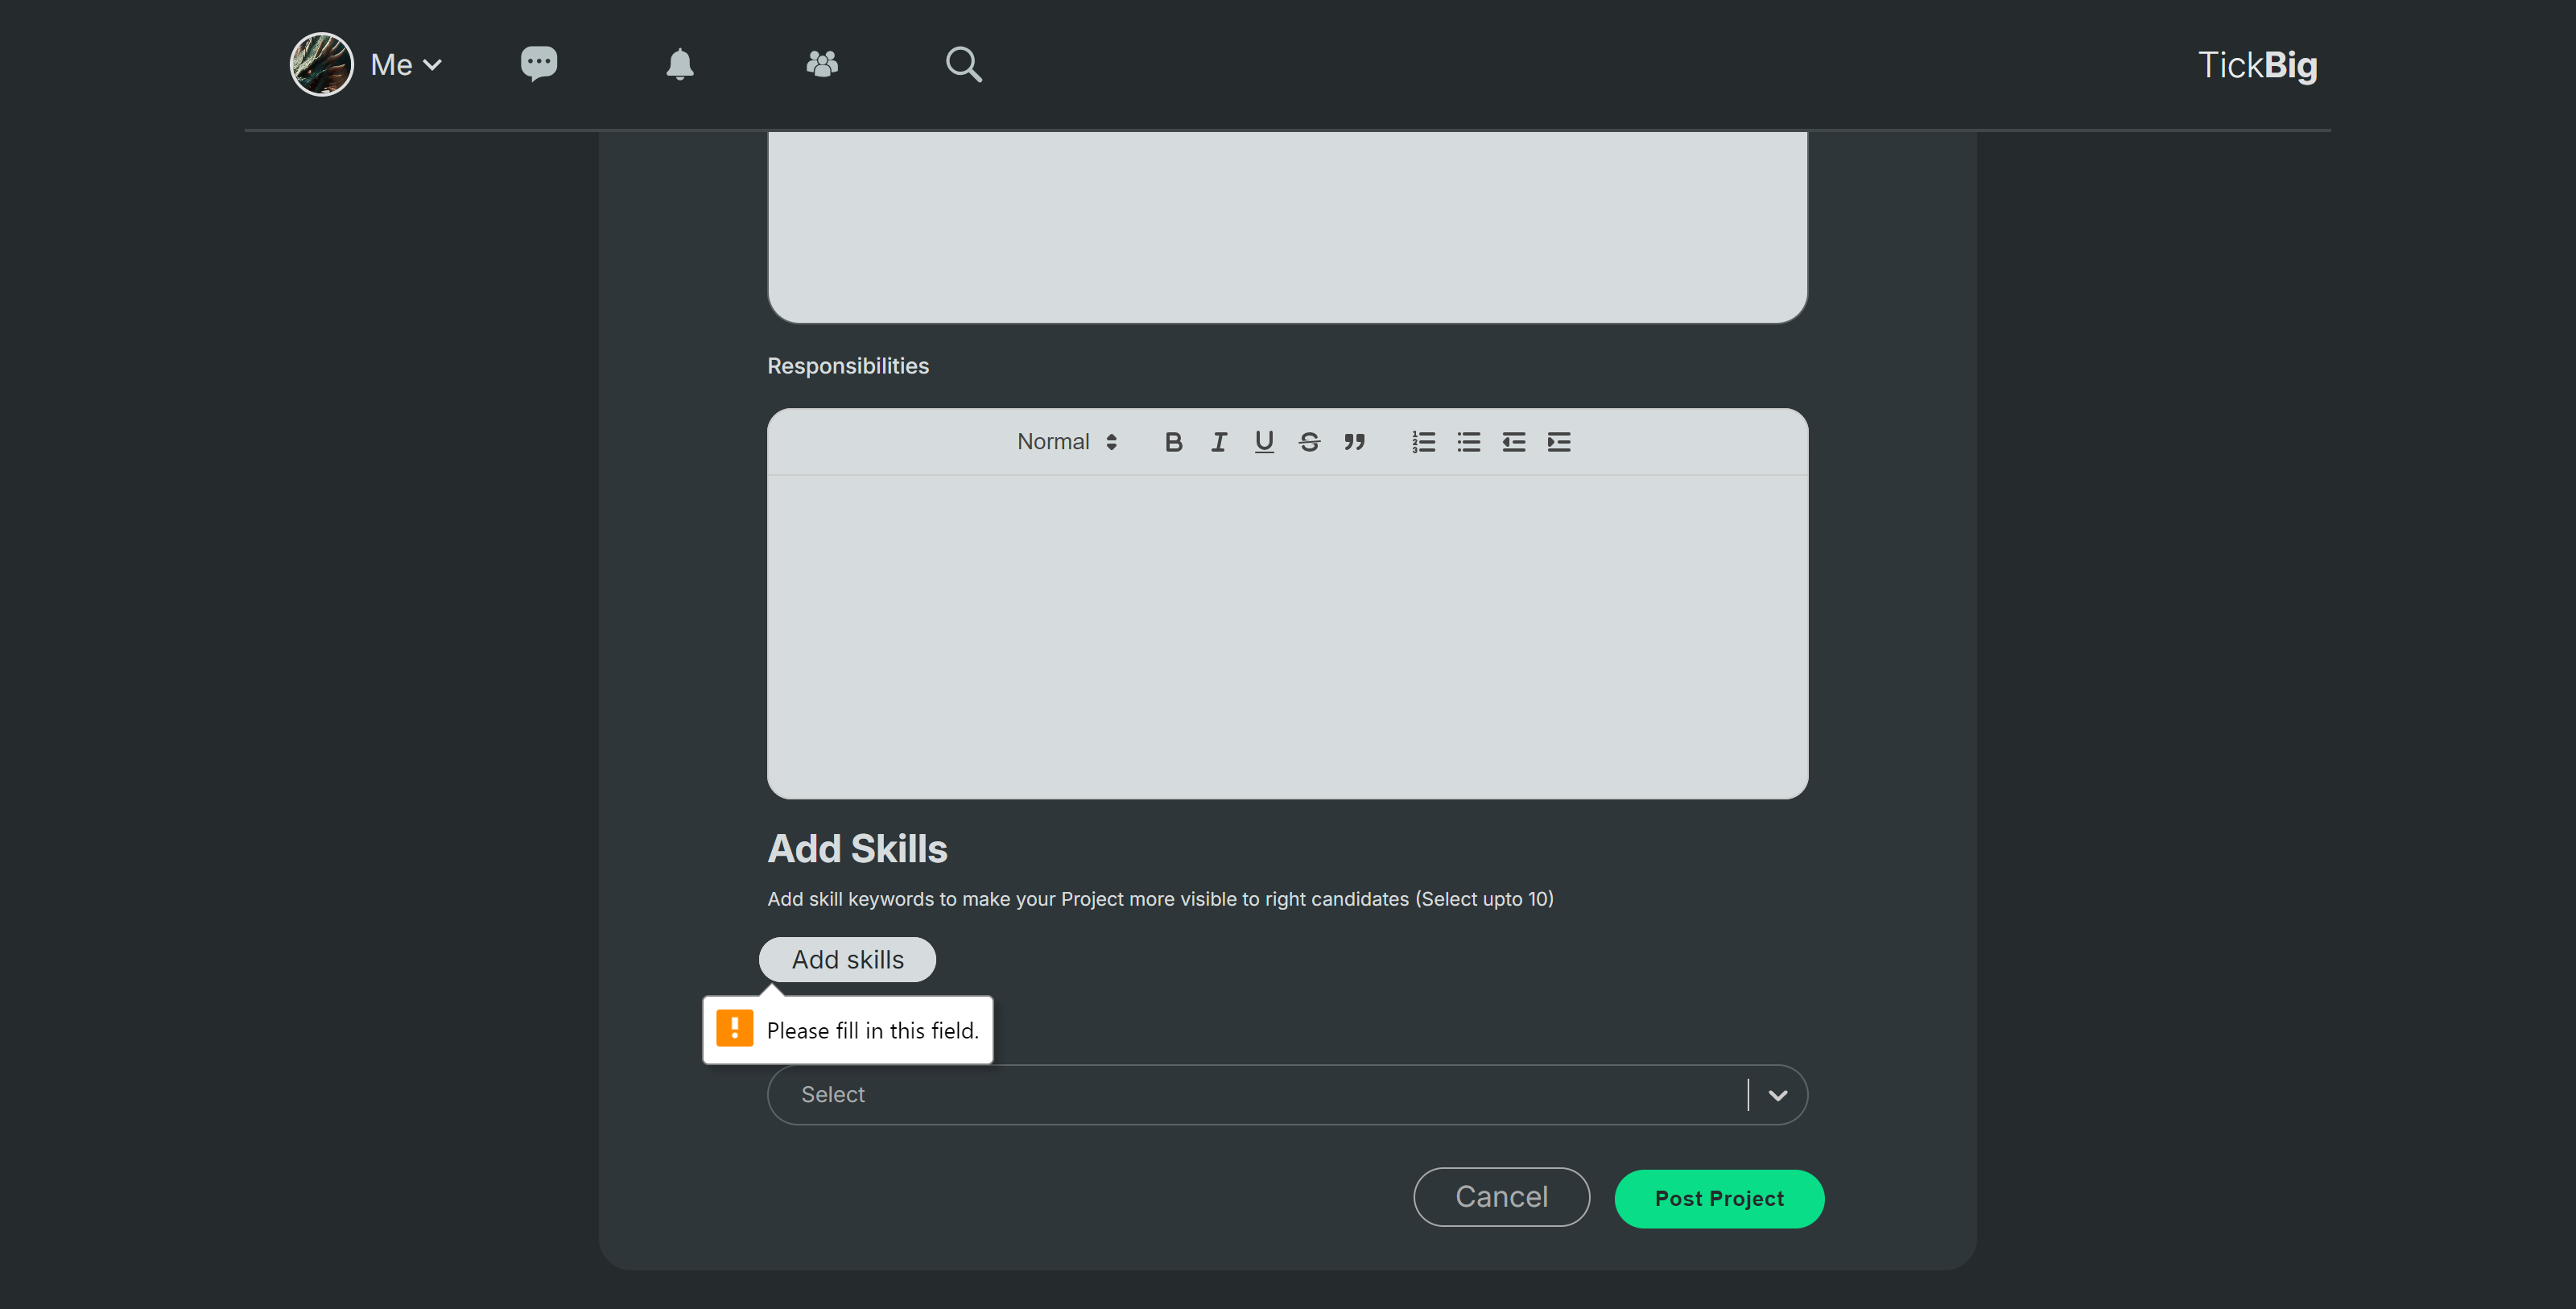 Me
TickBig
Responsibilities
Normal
Add Skills
Add skill keywords to make your Project more visible to right candidates (Select upto 10)
Add skills
Please fill in this field.
Select
Cancel
Post Project